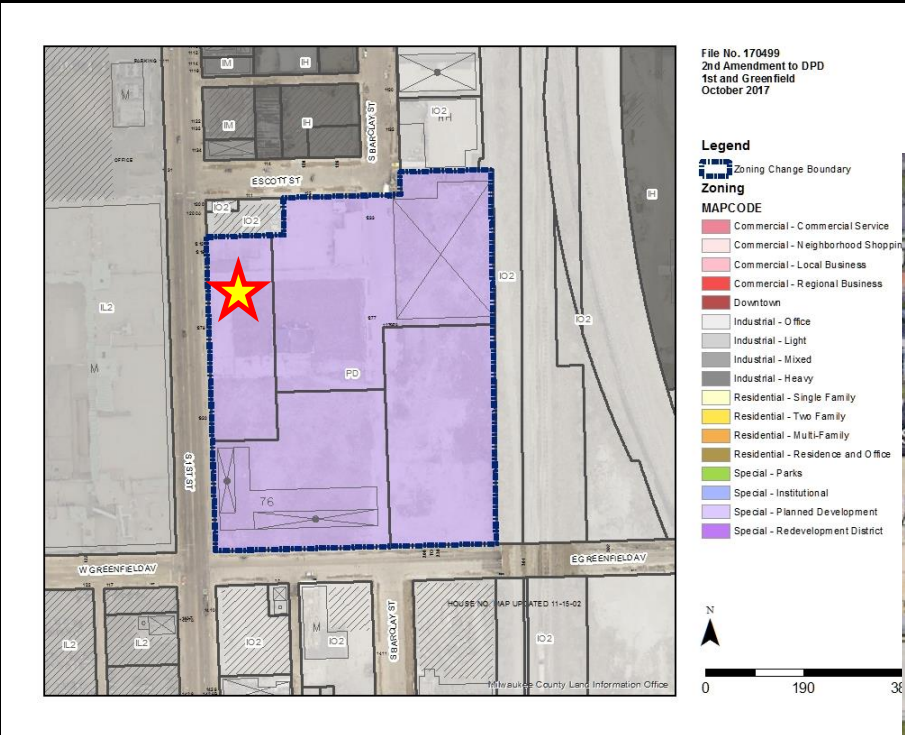 File No. 170499
2nd Amendment to DPD
1st and Greenfield
October 2017
Legend
Zoning Change Boundary
Zoning
MAPCODE
Commercial - Commercial Service
Commercial - Neighborhood Shoppin
Commercial - Local Business
Commercial - Regional Business
Downtown
Industrial - Office
Industrial - Light
Industrial - Mixed
Industrial - Heavy
Residential - Single Family
Residential - Two Family
Residential - Multi-Family
Residential - Residence and Office
Special - Parks
Special - Institutional
Special - Planned Development
Special - Redevelopment District
N
0 190 38
PARKING
M
IM
IH
IO2
IM
IH
S BARCLAY ST
OFFICE
E SCOTT ST
IH
IO2
IO2
IO2
IL2
IO2
M
PD
S 1ST ST
76
W GREENFIELD AV
E GREENFIELD AV
HOUSE NO. MAP UPDATED 11-15-02
M
IL2
IL2
IO2
S BARCLAY ST
IO2
Milwaukee County Land Information Office